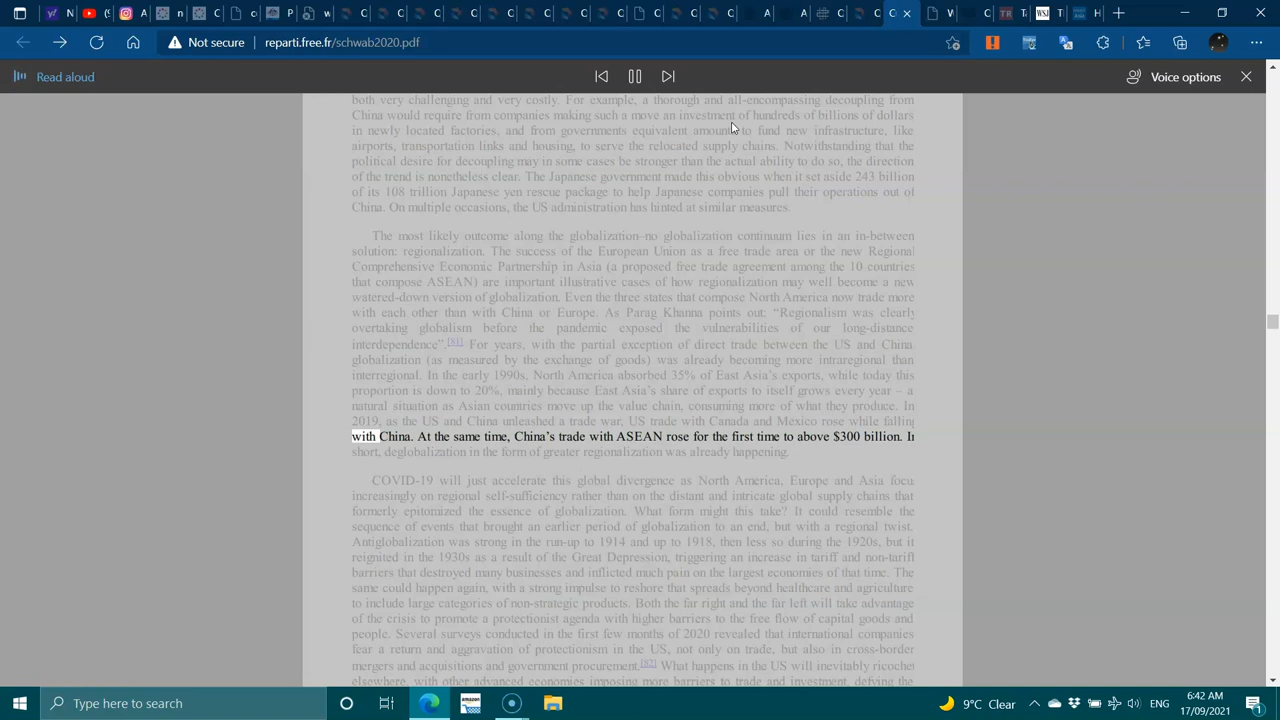 Not secure
reparti.free.fr/schwab2020.pdf
Read aloud
Voice options
both very challenging and very costly. For example, a thorough and all-encompassing decoupling from
China would require from companies making such a move an investment of hundreds of billions of dollars
in newly located factories, and from governments equivalent amounts to fund new infrastructure, like
airports, transportation links and housing, to serve the relocated supply chains. Notwithstanding that the
political desire for decoupling may in some cases be stronger than the actual ability to do so, the direction
of the trend is nonetheless clear. The Japanese government made this obvious when it set aside 243 billion
of its 108 trillion Japanese yen rescue package to help Japanese companies pull their operations out of
China. On multiple occasions, the US administration has hinted at similar measures.
The most likely outcome along the globalization–no globalization continuum lies in an in-between
solution: regionalization. The success of the European Union as a free trade area or the new Regional
Comprehensive Economic Partnership in Asia (a proposed free trade agreement among the 10 countries
that compose ASEAN) are important illustrative cases of how regionalization may well become a new
watered-down version of globalization. Even the three states that compose North America now trade more
with each other than with China or Europe. As Parag Khanna points out: “Regionalism was clearly
overtaking globalism before the pandemic exposed the vulnerabilities of our long-distance
interdependence”.[81] For years, with the partial exception of direct trade between the US and China,
globalization (as measured by the exchange of goods) was already becoming more intraregional than
interregional. In the early 1990s, North America absorbed 35% of East Asia’s exports, while today this
proportion is down to 20%, mainly because East Asia’s share of exports to itself grows every year – a
natural situation as Asian countries move up the value chain, consuming more of what they produce. In
2019, as the US and China unleashed a trade war, US trade with Canada and Mexico rose while falling
with China. At the same time, China’s trade with ASEAN rose for the first time to above $300 billion. In
short, deglobalization in the form of greater regionalization was already happening.
COVID-19 will just accelerate this global divergence as North America, Europe and Asia focu
increasingly on regional self-sufficiency rather than on the distant and intricate global supply chains that
formerly epitomized the essence of globalization. What form might this take? It could resemble the
sequence of events that brought an earlier period of globalization to an end, but with a regional twist.
Antiglobalization was strong in the run-up to 1914 and up to 1918, then less so during the 1920s, but it
reignited in the 1930s as a result of the Great Depression, triggering an increase in tariff and non-tariff
barriers that destroyed many businesses and inflicted much pain on the largest economies of that time. The
same could happen again, with a strong impulse to reshore that spreads beyond healthcare and agriculture
to include large categories of non-strategic products. Both the far right and the far left will take advantage
of the crisis to promote a protectionist agenda with higher barriers to the free flow of capital goods and
people. Several surveys conducted in the first few months of 2020 revealed that international companies
fear a return and aggravation of protectionism in the US, not only on trade, but also in cross-border
mergers and acquisitions and government procurement.[82] What happens in the US will inevitably ricochet
elsewhere, with other advanced economies imposing more barriers to trade and investment, defying the
Type here to search
amazon
9°C Clear
ENG
6:42 AM
17/09/2021